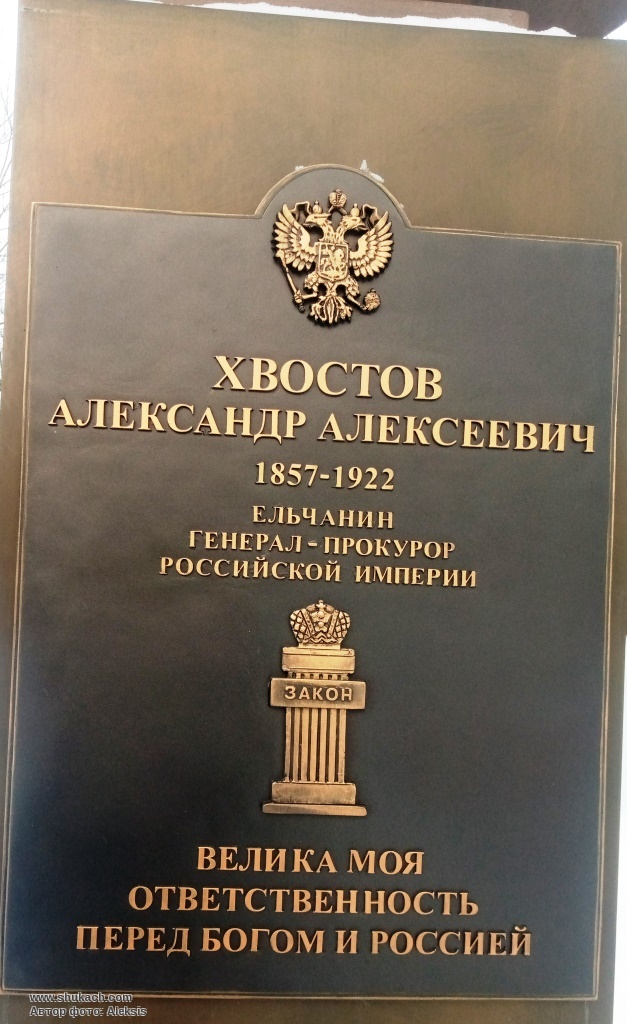 ХВОСТОВ
АЛЕКСАНДР АЛЕКСЕЕВИЧ
1857-1922
ЕЛЬЧАНИН
ГЕНЕРАЛ-ПРОКУРОР
РОССИЙСКОЙ ИМПЕРИИ
ЗАКОН
ВЕЛИКА МОЯ
ОТВЕТСТВЕННОСТЬ
ПЕРЕД БОГОМ И РОССИЕЙ
www.shukach.com
Автор фото: Aleksis